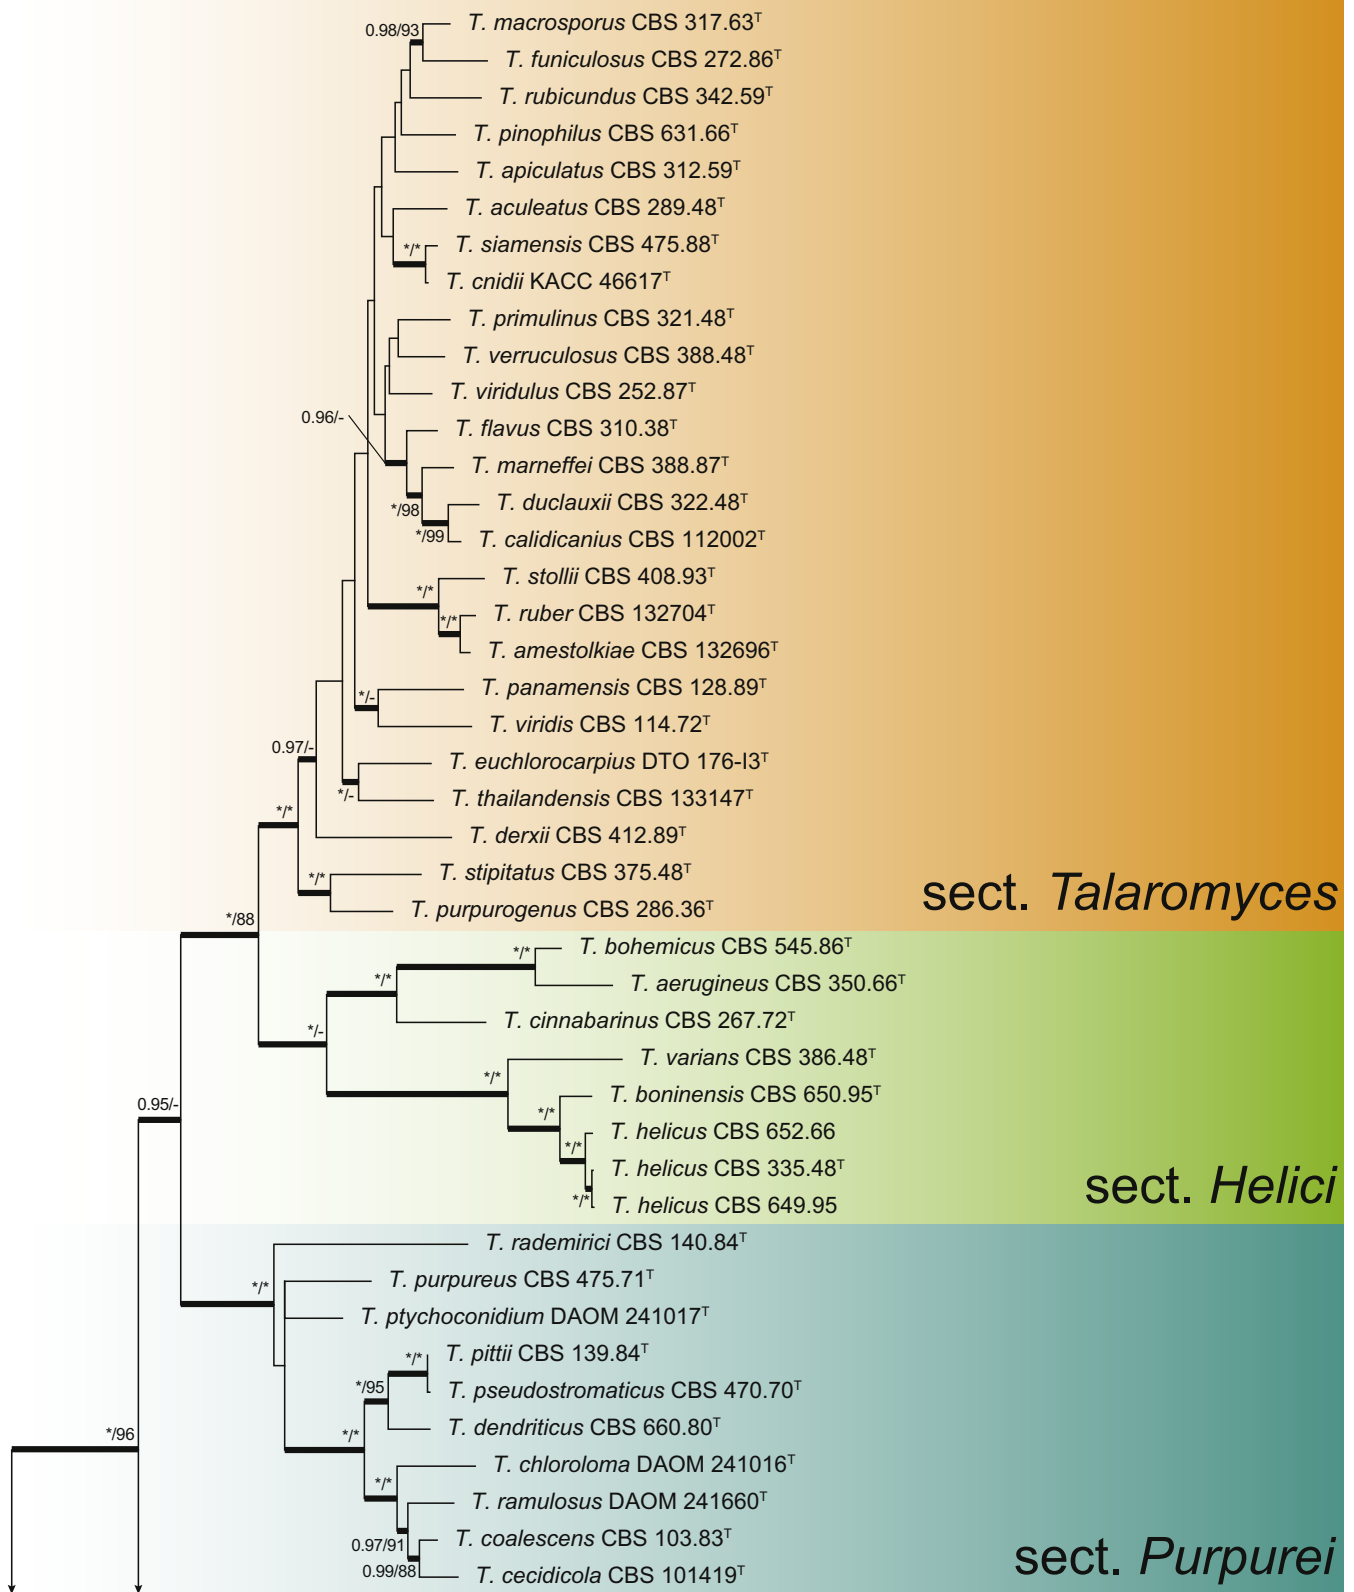 T. macrosporus CBS 317.63ᵀ
0.98/93
T. funiculosus CBS 272.86ᵀ
T. rubicundus CBS 342.59ᵀ
T. pinophilus CBS 631.66ᵀ
T. apiculatus CBS 312.59ᵀ
T. aculeatus CBS 289.48ᵀ
T. siamensis CBS 475.88ᵀ
*/*
T. cnidii KACC 46617ᵀ
T. primulinus CBS 321.48ᵀ
T. verruculosus CBS 388.48ᵀ
T. viridulus CBS 252.87ᵀ
0.96/-
T. flavus CBS 310.38ᵀ
T. marneffei CBS 388.87ᵀ
*/98
T. duclauxii CBS 322.48ᵀ
*/99
T. calidicanius CBS 112002ᵀ
T. stollii CBS 408.93ᵀ
*/*
T. ruber CBS 132704ᵀ
*/*
T. amestolkiae CBS 132696ᵀ
T. panamensis CBS 128.89ᵀ
*/-
T. viridis CBS 114.72ᵀ
0.97/-
T. euchlorocarpius DTO 176-I3ᵀ
*/-
T. thailandensis CBS 133147ᵀ
*/*
T. derxii CBS 412.89ᵀ
T. stipitatus CBS 375.48ᵀ
*/*
T. purpurogenus CBS 286.36ᵀ
sect. Talaromyces
*/88
T. bohemicus CBS 545.86ᵀ
*/*
*/*
T. aerugineus CBS 350.66ᵀ
T. cinnabarinus CBS 267.72ᵀ
*/-
T. varians CBS 386.48ᵀ
*/*
T. boninensis CBS 650.95ᵀ
*/*
0.95/-
T. helicus CBS 652.66
*/*
T. helicus CBS 335.48ᵀ
*/*
T. helicus CBS 649.95
sect. Helici
T. rademirici CBS 140.84ᵀ
*/*
T. purpureus CBS 475.71ᵀ
T. ptychoconidium DAOM 241017ᵀ
T. pittii CBS 139.84ᵀ
*/*
*/95
T. pseudostromaticus CBS 470.70ᵀ
T. dendriticus CBS 660.80ᵀ
*/96
*/*
T. chloroloma DAOM 241016ᵀ
*/*
T. ramulosus DAOM 241660ᵀ
0.97/91
T. coalescens CBS 103.83ᵀ
0.99/88
T. cecidicola CBS 101419ᵀ
sect. Purpurei